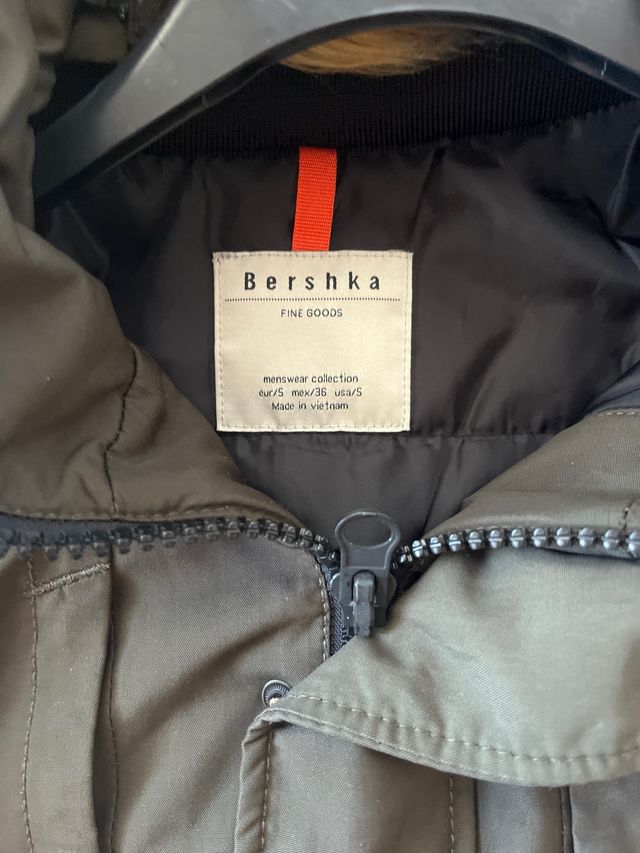 Bershka
FINE GOODS
menswear collection
eur/S mex/36 usa/S
Made in vietnam